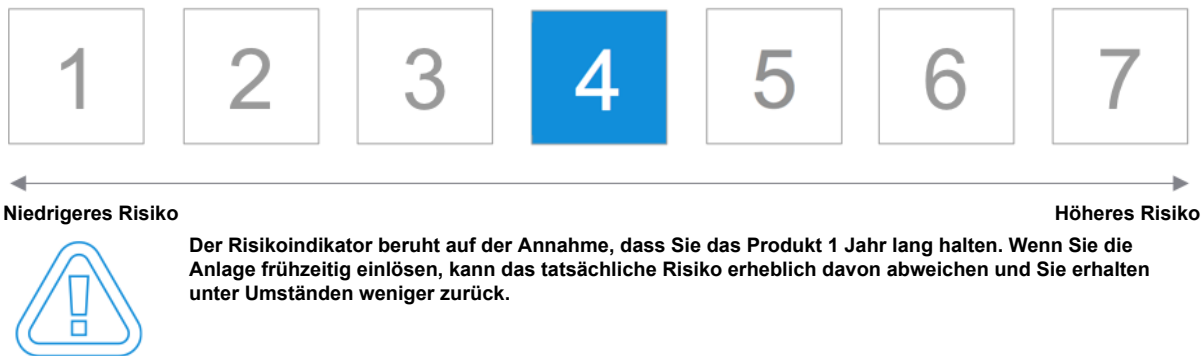 1 2 3 4 5 6 7
Niedrigeres Risiko Höheres Risiko
Der Risikoindikator beruht auf der Annahme, dass Sie das Produkt 1 Jahr lang halten. Wenn Sie die
Anlage frühzeitig einlösen, kann das tatsächliche Risiko erheblich davon abweichen und Sie erhalten
unter Umständen weniger zurück.